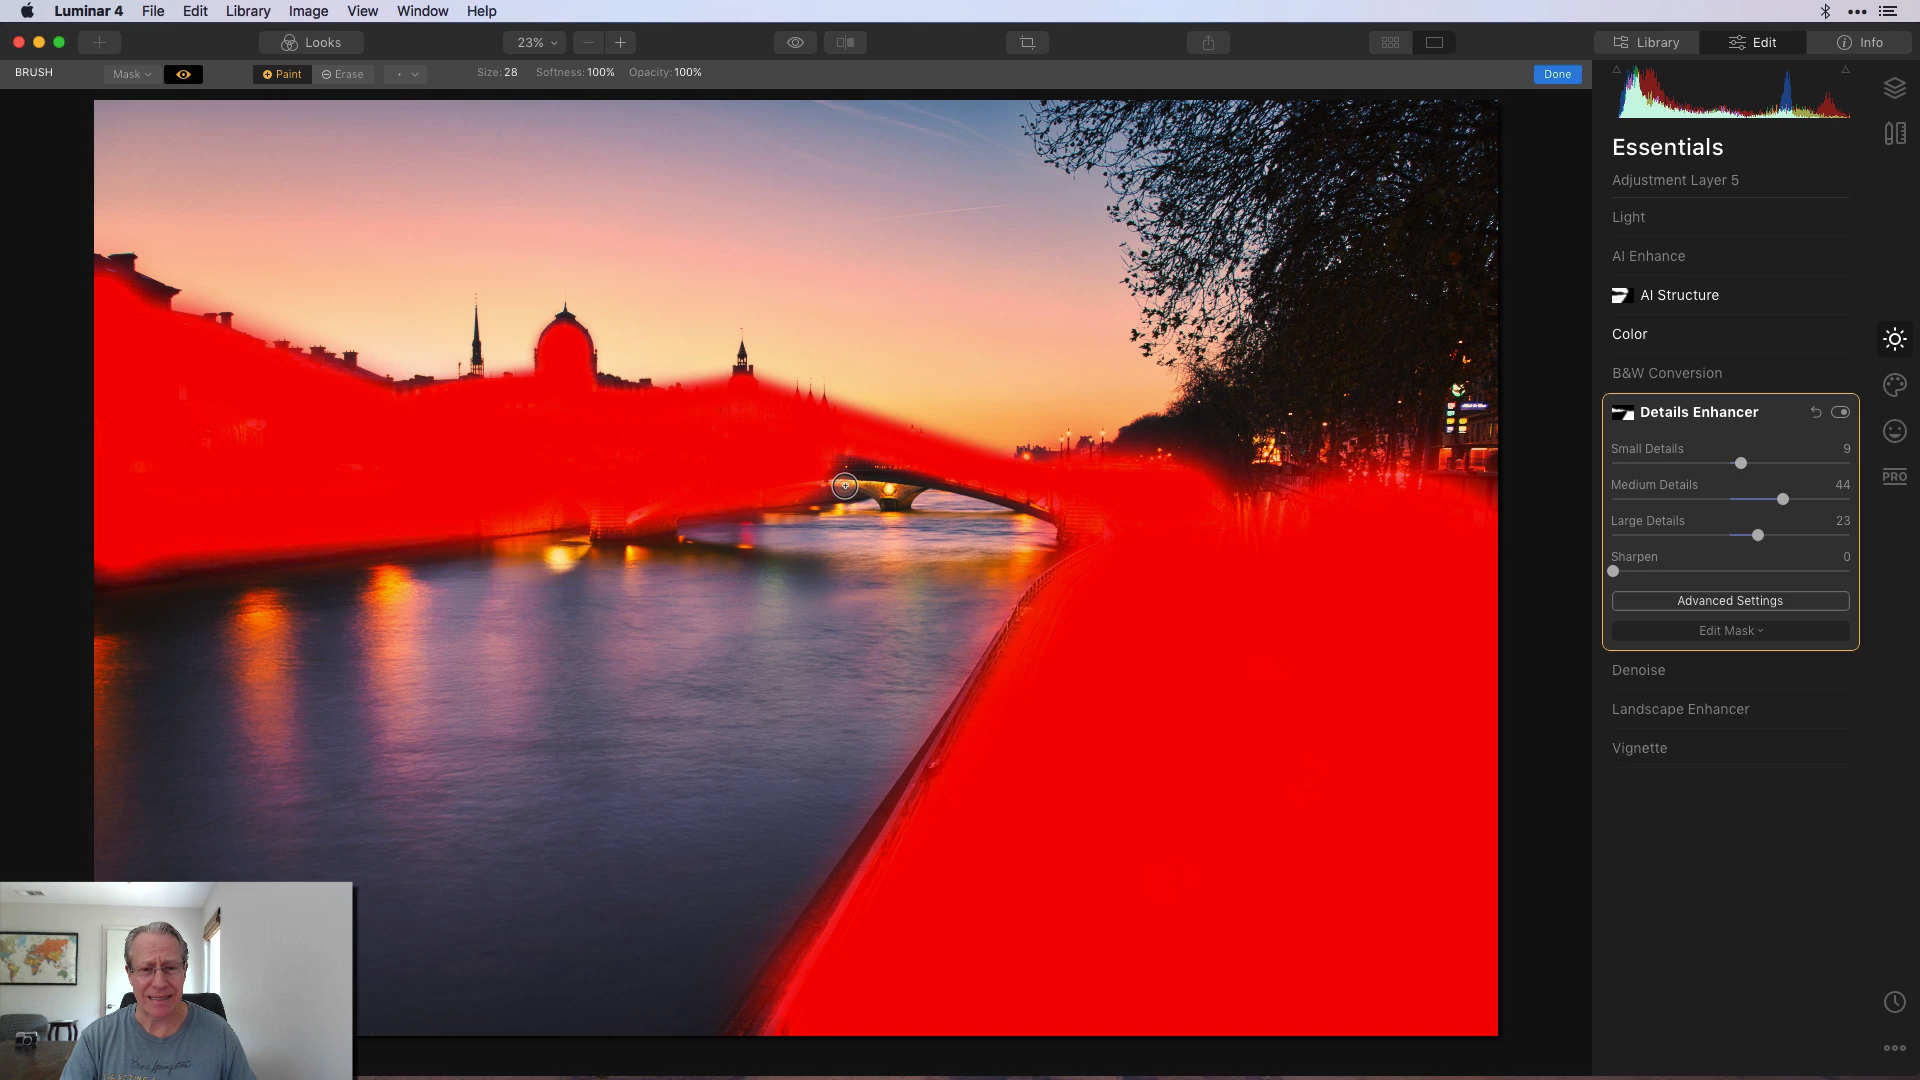 Luminar 4 File Edit Library Image View Window Help
Looks 23% Library Edit Info
BRUSH Mask Paint Erase Size: 28 Softness: 100% Opacity: 100% Done
Essentials
Adjustment Layer 5
Light
AI Enhance
AI Structure
Color
B&W Conversion
Details Enhancer
Small Details 9
Medium Details 44
Large Details 23
Sharpen 0
Advanced Settings
Edit Mask
Denoise
Landscape Enhancer
Vignette
PRO